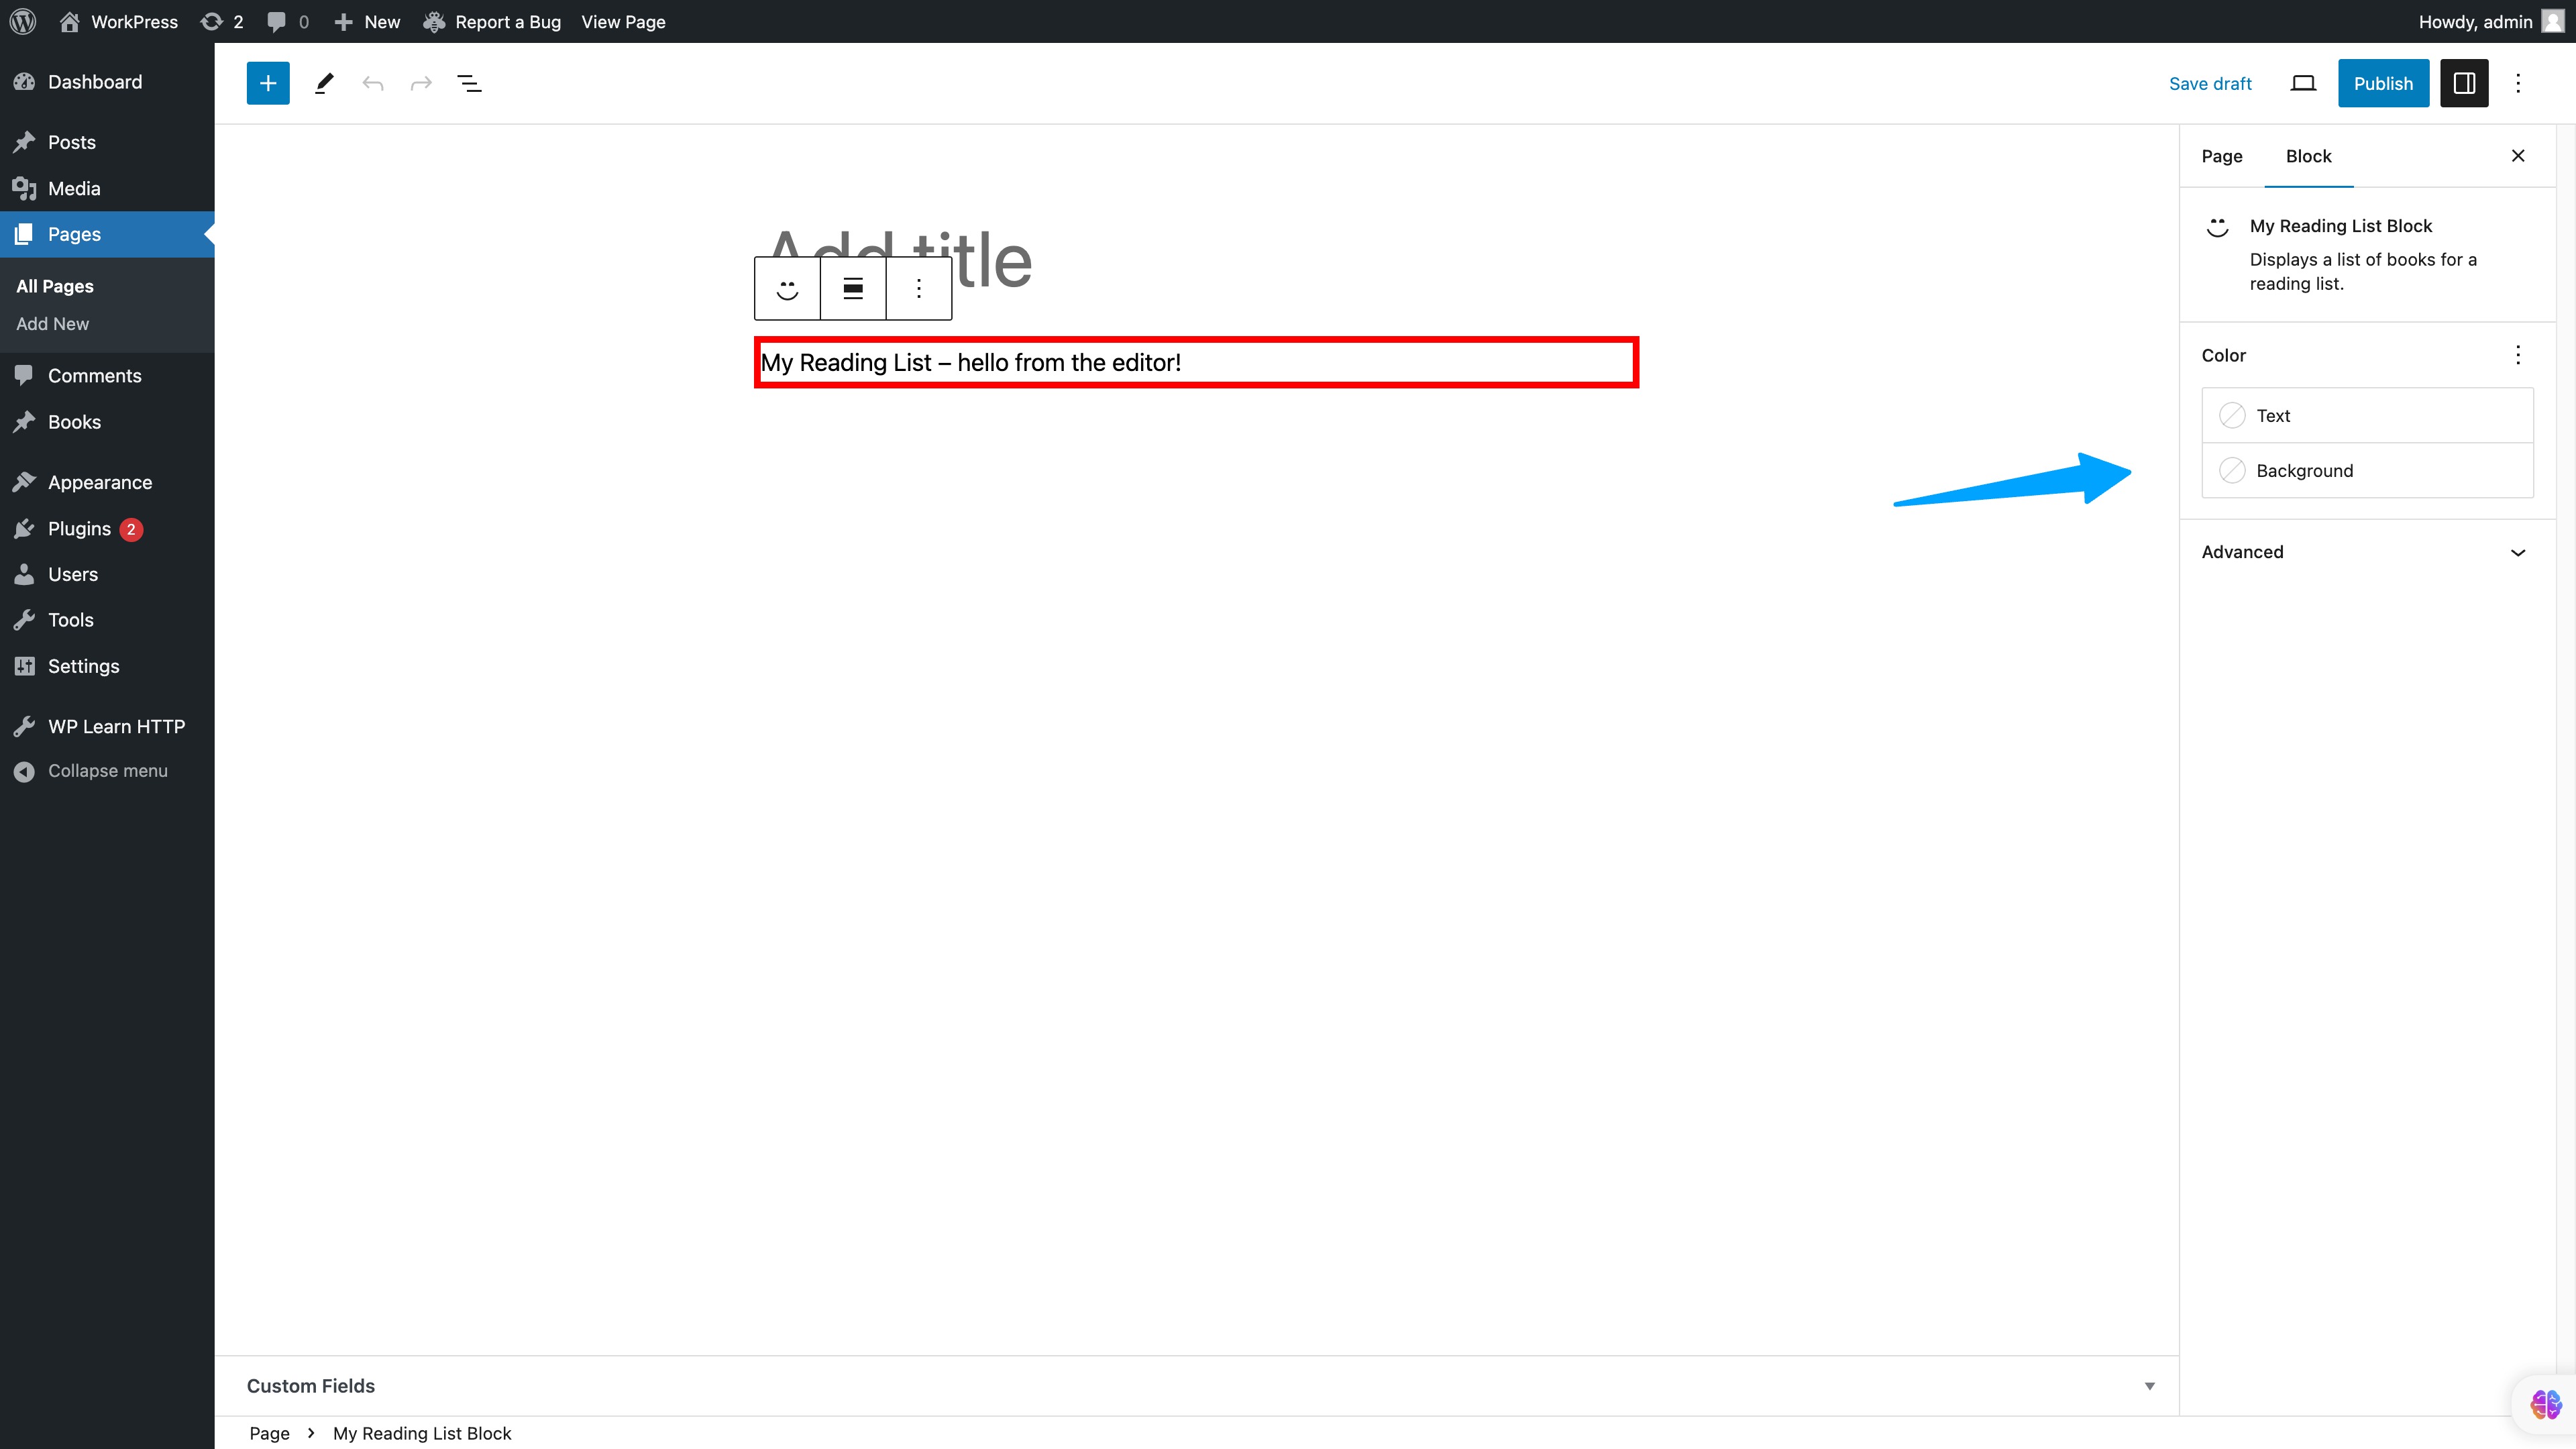 WorkPress 2 0 New Report a Bug View Page Howdy, admin
Dashboard
Posts
Media
Pages
All Pages
Add New
Comments
Books
Appearance
Plugins 2
Users
Tools
Settings
WP Learn HTTP
Collapse menu
Save draft Publish
Add title
My Reading List – hello from the editor!
Page Block
My Reading List Block
Displays a list of books for a
reading list.
Color
Text
Background
Advanced
Custom Fields
Page › My Reading List Block